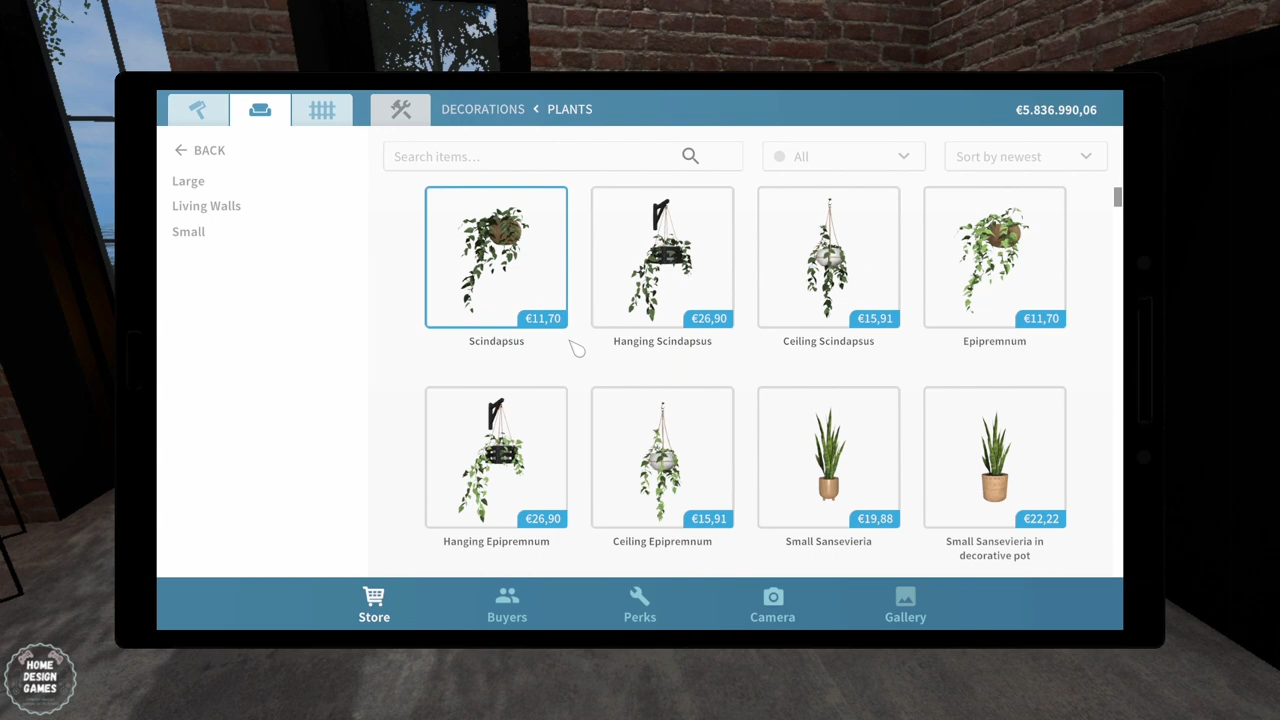 DECORATIONS < PLANTS
€5.836.990,06
BACK
Search items...
All
Sort by newest
Large
Living Walls
Small
€11,70
€26,90
€15,91
€11,70
Scindapsus
Hanging Scindapsus
Ceiling Scindapsus
Epipremnum
€26,90
€15,91
€19,88
€22,22
Hanging Epipremnum
Ceiling Epipremnum
Small Sansevieria
Small Sansevieria in
decorative pot
Store
Buyers
Perks
Camera
Gallery
HOME
DESIGN
GAMES